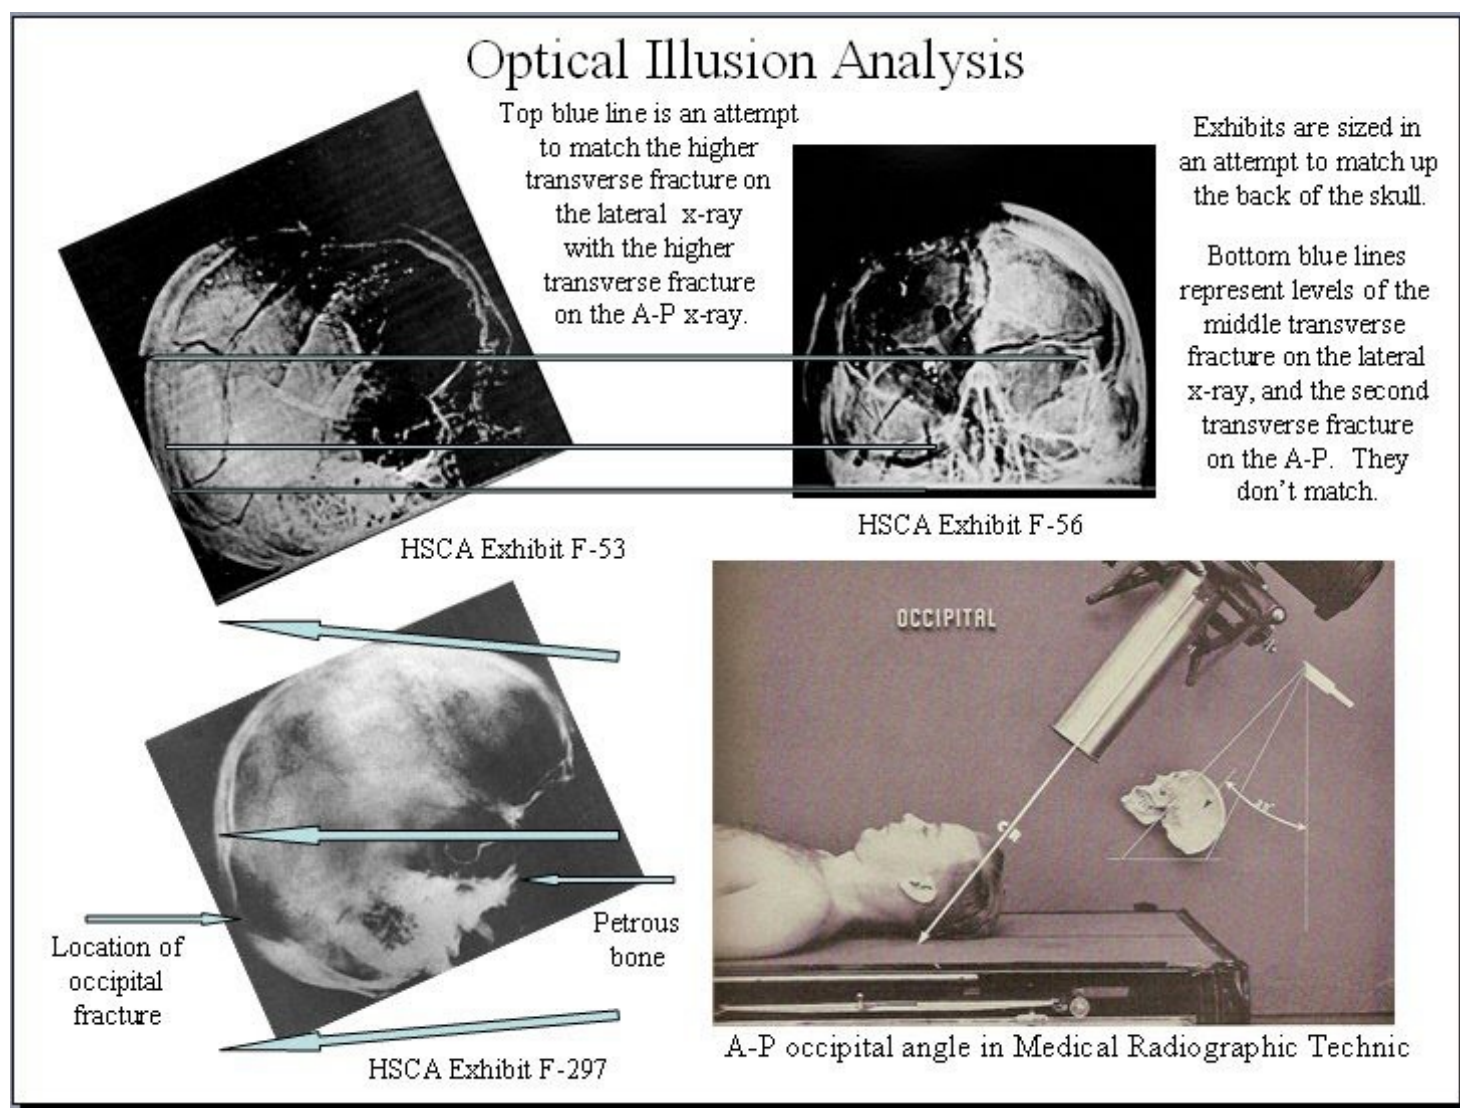 Optical Illusion Analysis
Top blue line is an attempt
to match the higher
transverse fracture on
the lateral x-ray
with the higher
transverse fracture
on the A-P x-ray.
Exhibits are sized in
an attempt to match up
the back of the skull.
Bottom blue lines
represent levels of the
middle transverse
fracture on the lateral
x-ray, and the second
transverse fracture
on the A-P. They
don't match.
HSCA Exhibit F-53
HSCA Exhibit F-56
OCCIPITAL
Petrous
bone
Location of
occipital
fracture
HSCA Exhibit F-297
A-P occipital angle in Medical Radiographic Technic